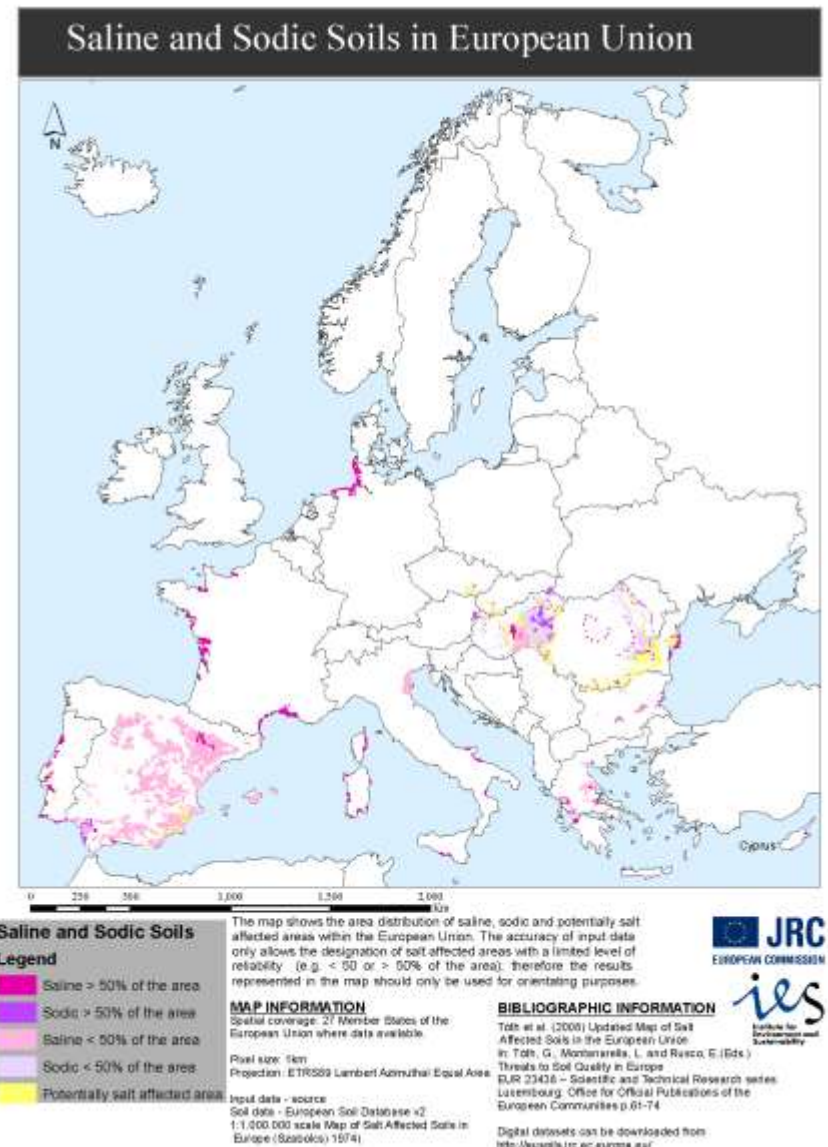 Saline and Sodic Soils in European Union
N
Cyprus
0 250 500 1,000 1,500 2,000
Km
Saline and Sodic Soils
Legend
Saline > 50% of the area
Sodic > 50% of the area
Saline < 50% of the area
Sodic < 50% of the area
Potentially salt affected area
The map shows the area distribution of saline, sodic and potentially salt
affected areas within the European Union. The accuracy of input data
only allows the designation of salt affected areas with a limited level of
reliability (e.g. < 50 or > 50% of the area); therefore the results
represented in the map should only be used for orientating purposes.
MAP INFORMATION
Spatial coverage: 27 Member States of the
European Union where data available.
Pixel size: 1km
Projection: ETRS89 Lambert Azimuthal Equal Area
Input data - source
Soil data - European Soil Database v2
1:1,000.000 scale Map of Salt Affected Soils in
Europe (Szabolcs 1974)
JRC
EUROPEAN COMMISSION
ies
Institute for
Environment and
Sustainability
BIBLIOGRAPHIC INFORMATION
Tóth et al. (2008) Updated Map of Salt
Affected Soils in the European Union
In: Tóth, G., Montanarella, L. and Rusco, E.(Eds.)
Threats to Soil Quality in Europe
EUR 23438 – Scientific and Technical Research series
Luxembourg: Office for Official Publications of the
European Communities p.61-74
Digital datasets can be downloaded from